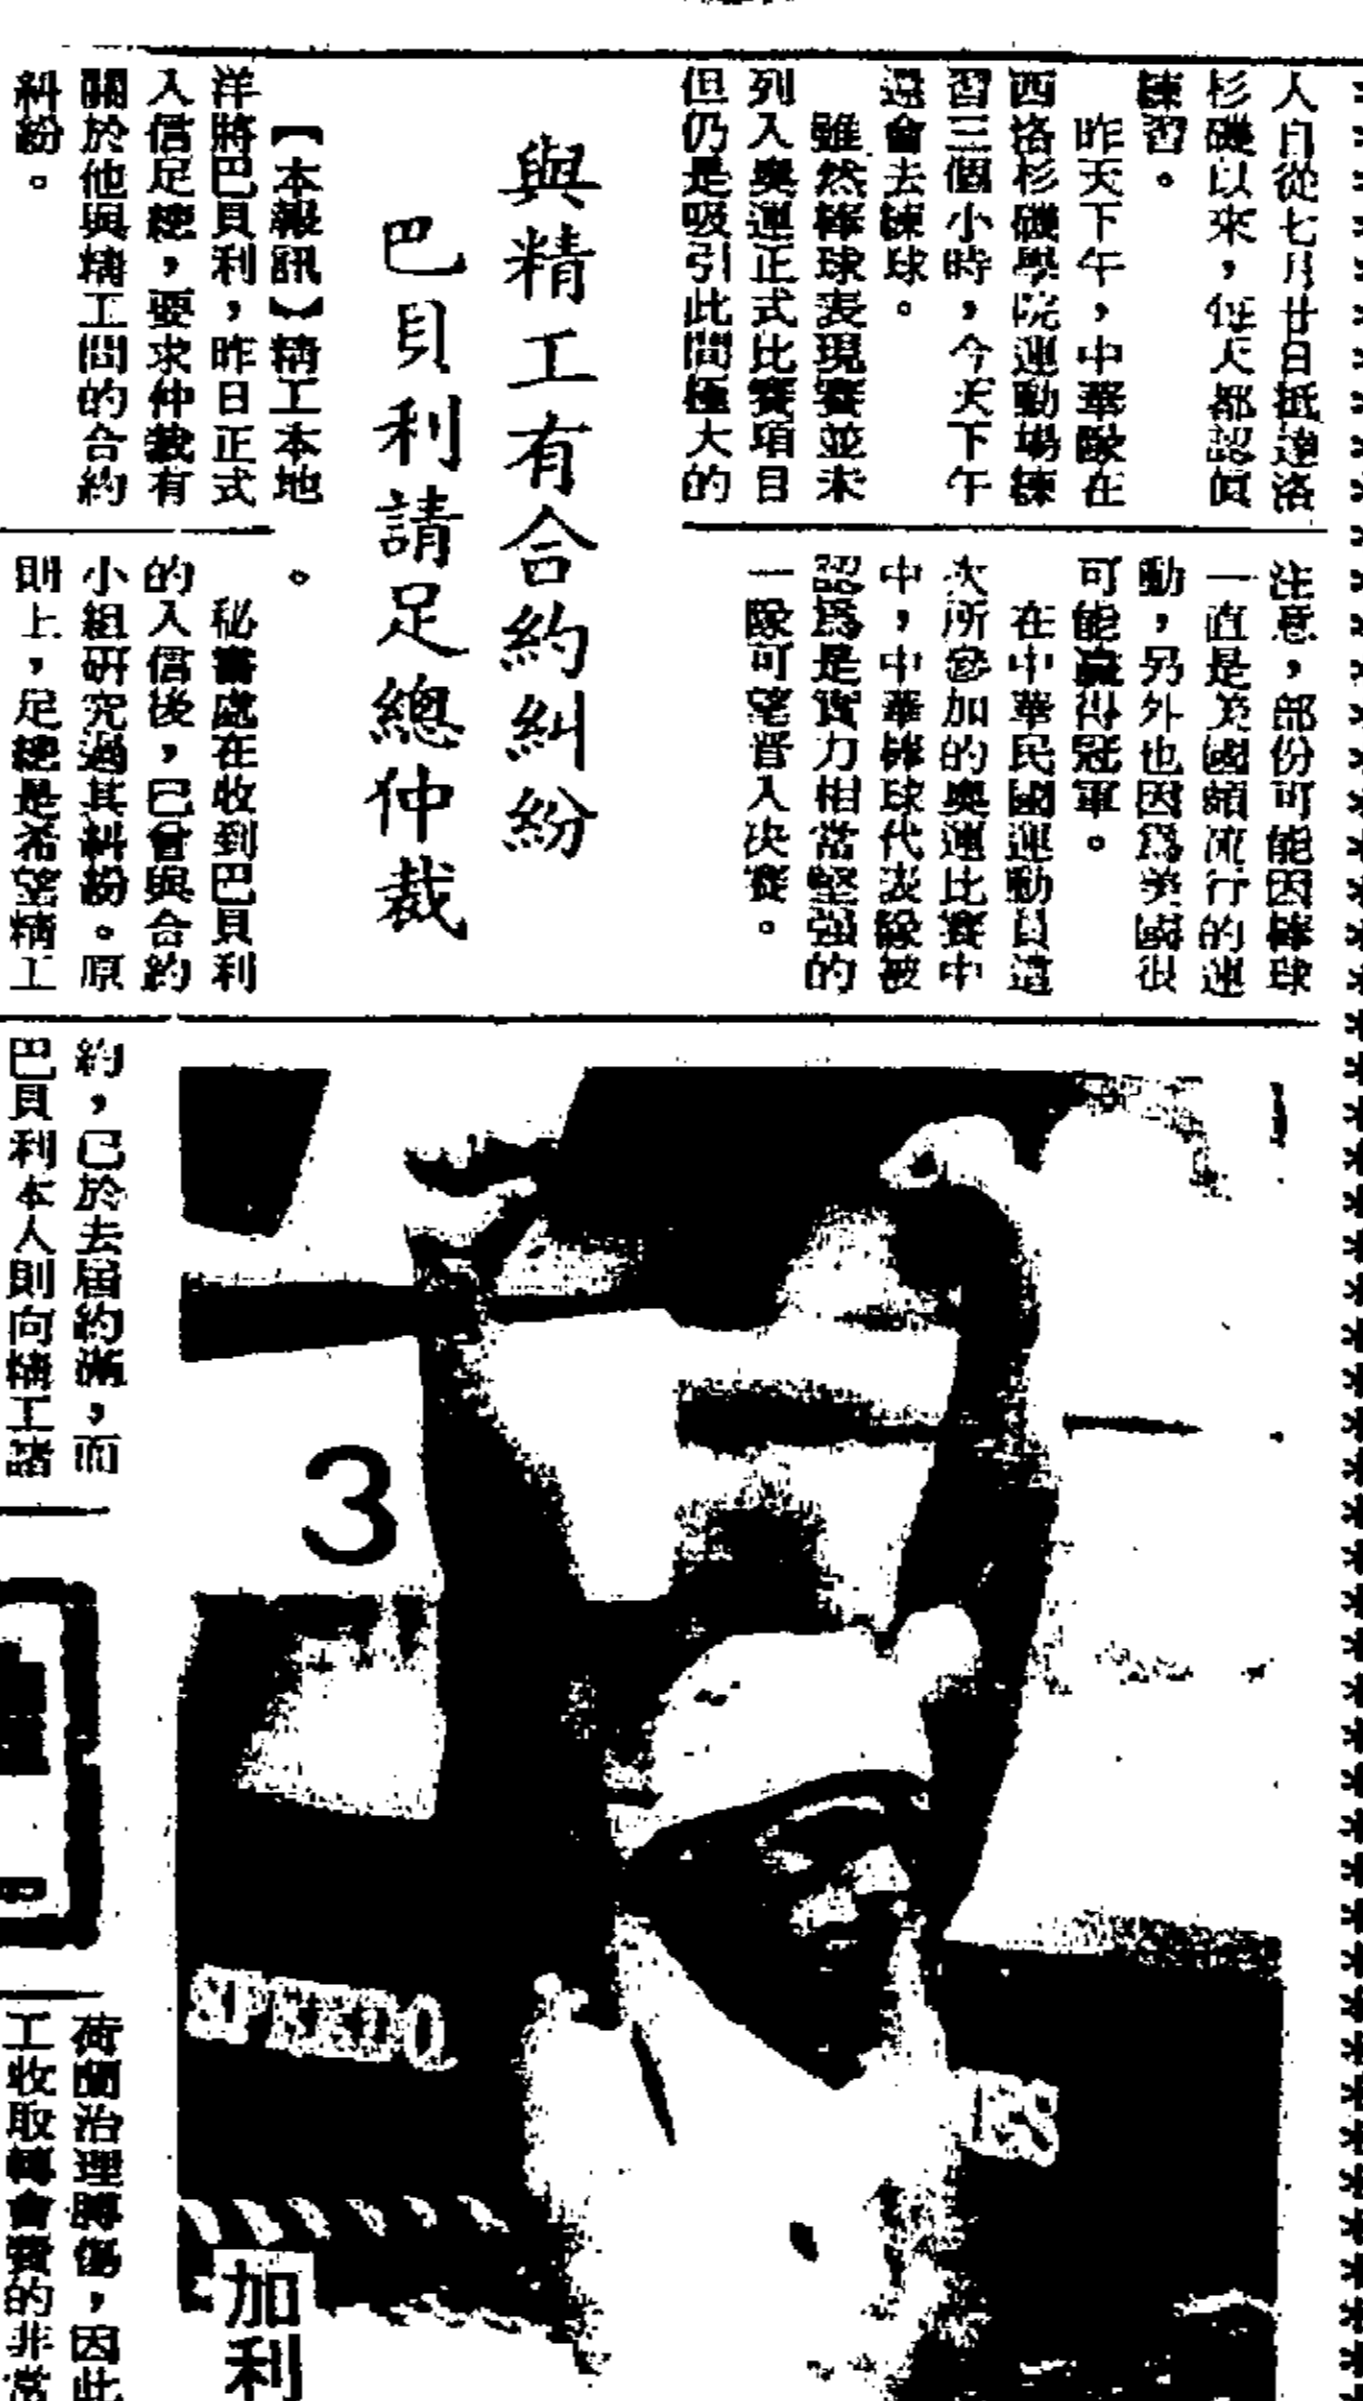 人自從七月廿日抵達洛
杉磯以來，每天都認眞
練習。
昨天下午，中華隊在
西洛杉磯學院運動場練
習三個小時，今天下午
還會去練球。
雖然棒球表現賽並未
列入奧運正式比賽項目
但仍是吸引此間極大的
注意，部份可能因棒球
一直是美國頗流行的運
動，另外也因爲美國很
可能贏得冠軍。
在中華民國運動員這
次所參加的奧運比賽中
中，中華棒球代表隊被
認爲是實力相當堅强的
一隊可望晉入决賽。
與精工有合約糾紛
巴貝利請足總仲裁
【本報訊】精工本地
洋將巴貝利，昨日正式
入信足總，要求仲裁有
關於他與精工間的合約
糾紛。
。
秘書處在收到巴貝利
的入信後，已會與合約
小組研究過其糾紛。原
則上，足總是希望精工
約，已於去屆約滿，而
巴貝利本人則向精工
3
SPEEDO
ES
加利
荷蘭治理脚傷，因此
工收取轉會費的非常